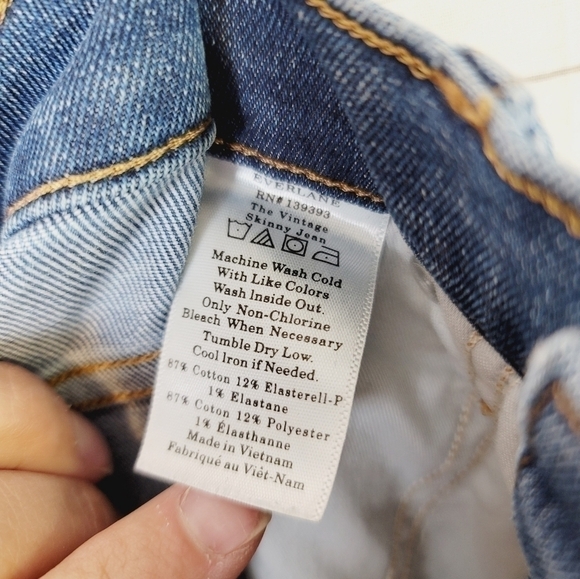 EVERLANE
RN# 139393
The Vintage
Skinny Jean
Machine Wash Cold
With Like Colors
Wash Inside Out.
Only Non-Chlorine
Bleach When Necessary
Tumble Dry Low.
Cool Iron if Needed.
87% Cotton 12% Elasterell-P
1% Elastane
87% Coton 12% Polyester
1% Élasthanne
Made in Vietnam
Fabriqué au Viêt-Nam